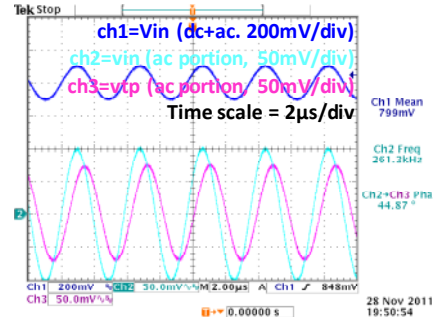 Tek Stop
ch1=Vin (dc+ac. 200mV/div)
ch2=vin (ac portion, 50mV/div)
ch3=vtp (ac portion, 50mV/div)
Time scale = 2µs/div
Ch1 Mean
799mV
Ch2 Freq
261.2kHz
Ch2→Ch3 Pha
44.87 °
2
Ch1 200mV Ch2 50.0mV M 2.00µs A Ch1 848mV
Ch3 50.0mV
0.00000 s
28 Nov 2011
19:50:54